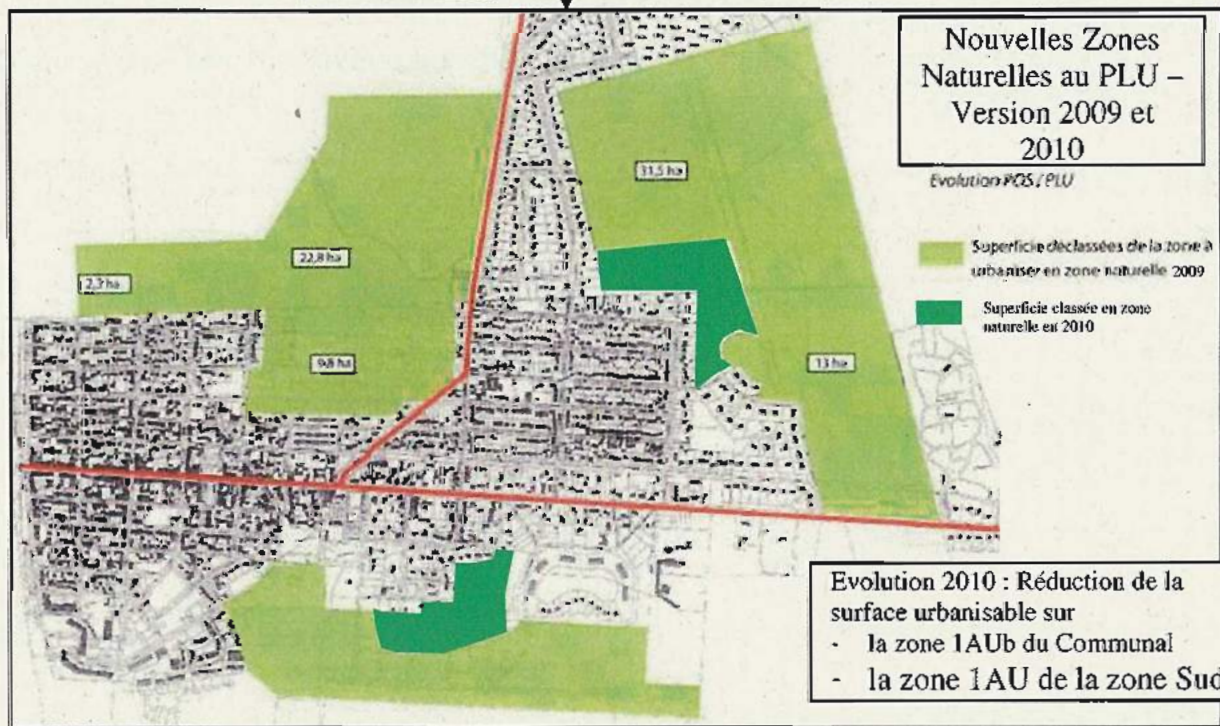 Nouvelles Zones
Naturelles au PLU –
Version 2009 et
2010
Evolution POS / PLU
31,5 ha
Superficie déclassées de la zone à
urbaniser en zone naturelle 2009
22,8 ha
2,3 ha
Superficie classée en zone
naturelle en 2010
9,8 ha
13 ha
Evolution 2010 : Réduction de la
surface urbanisable sur
- la zone 1AUb du Communal
- la zone 1AU de la zone Sud